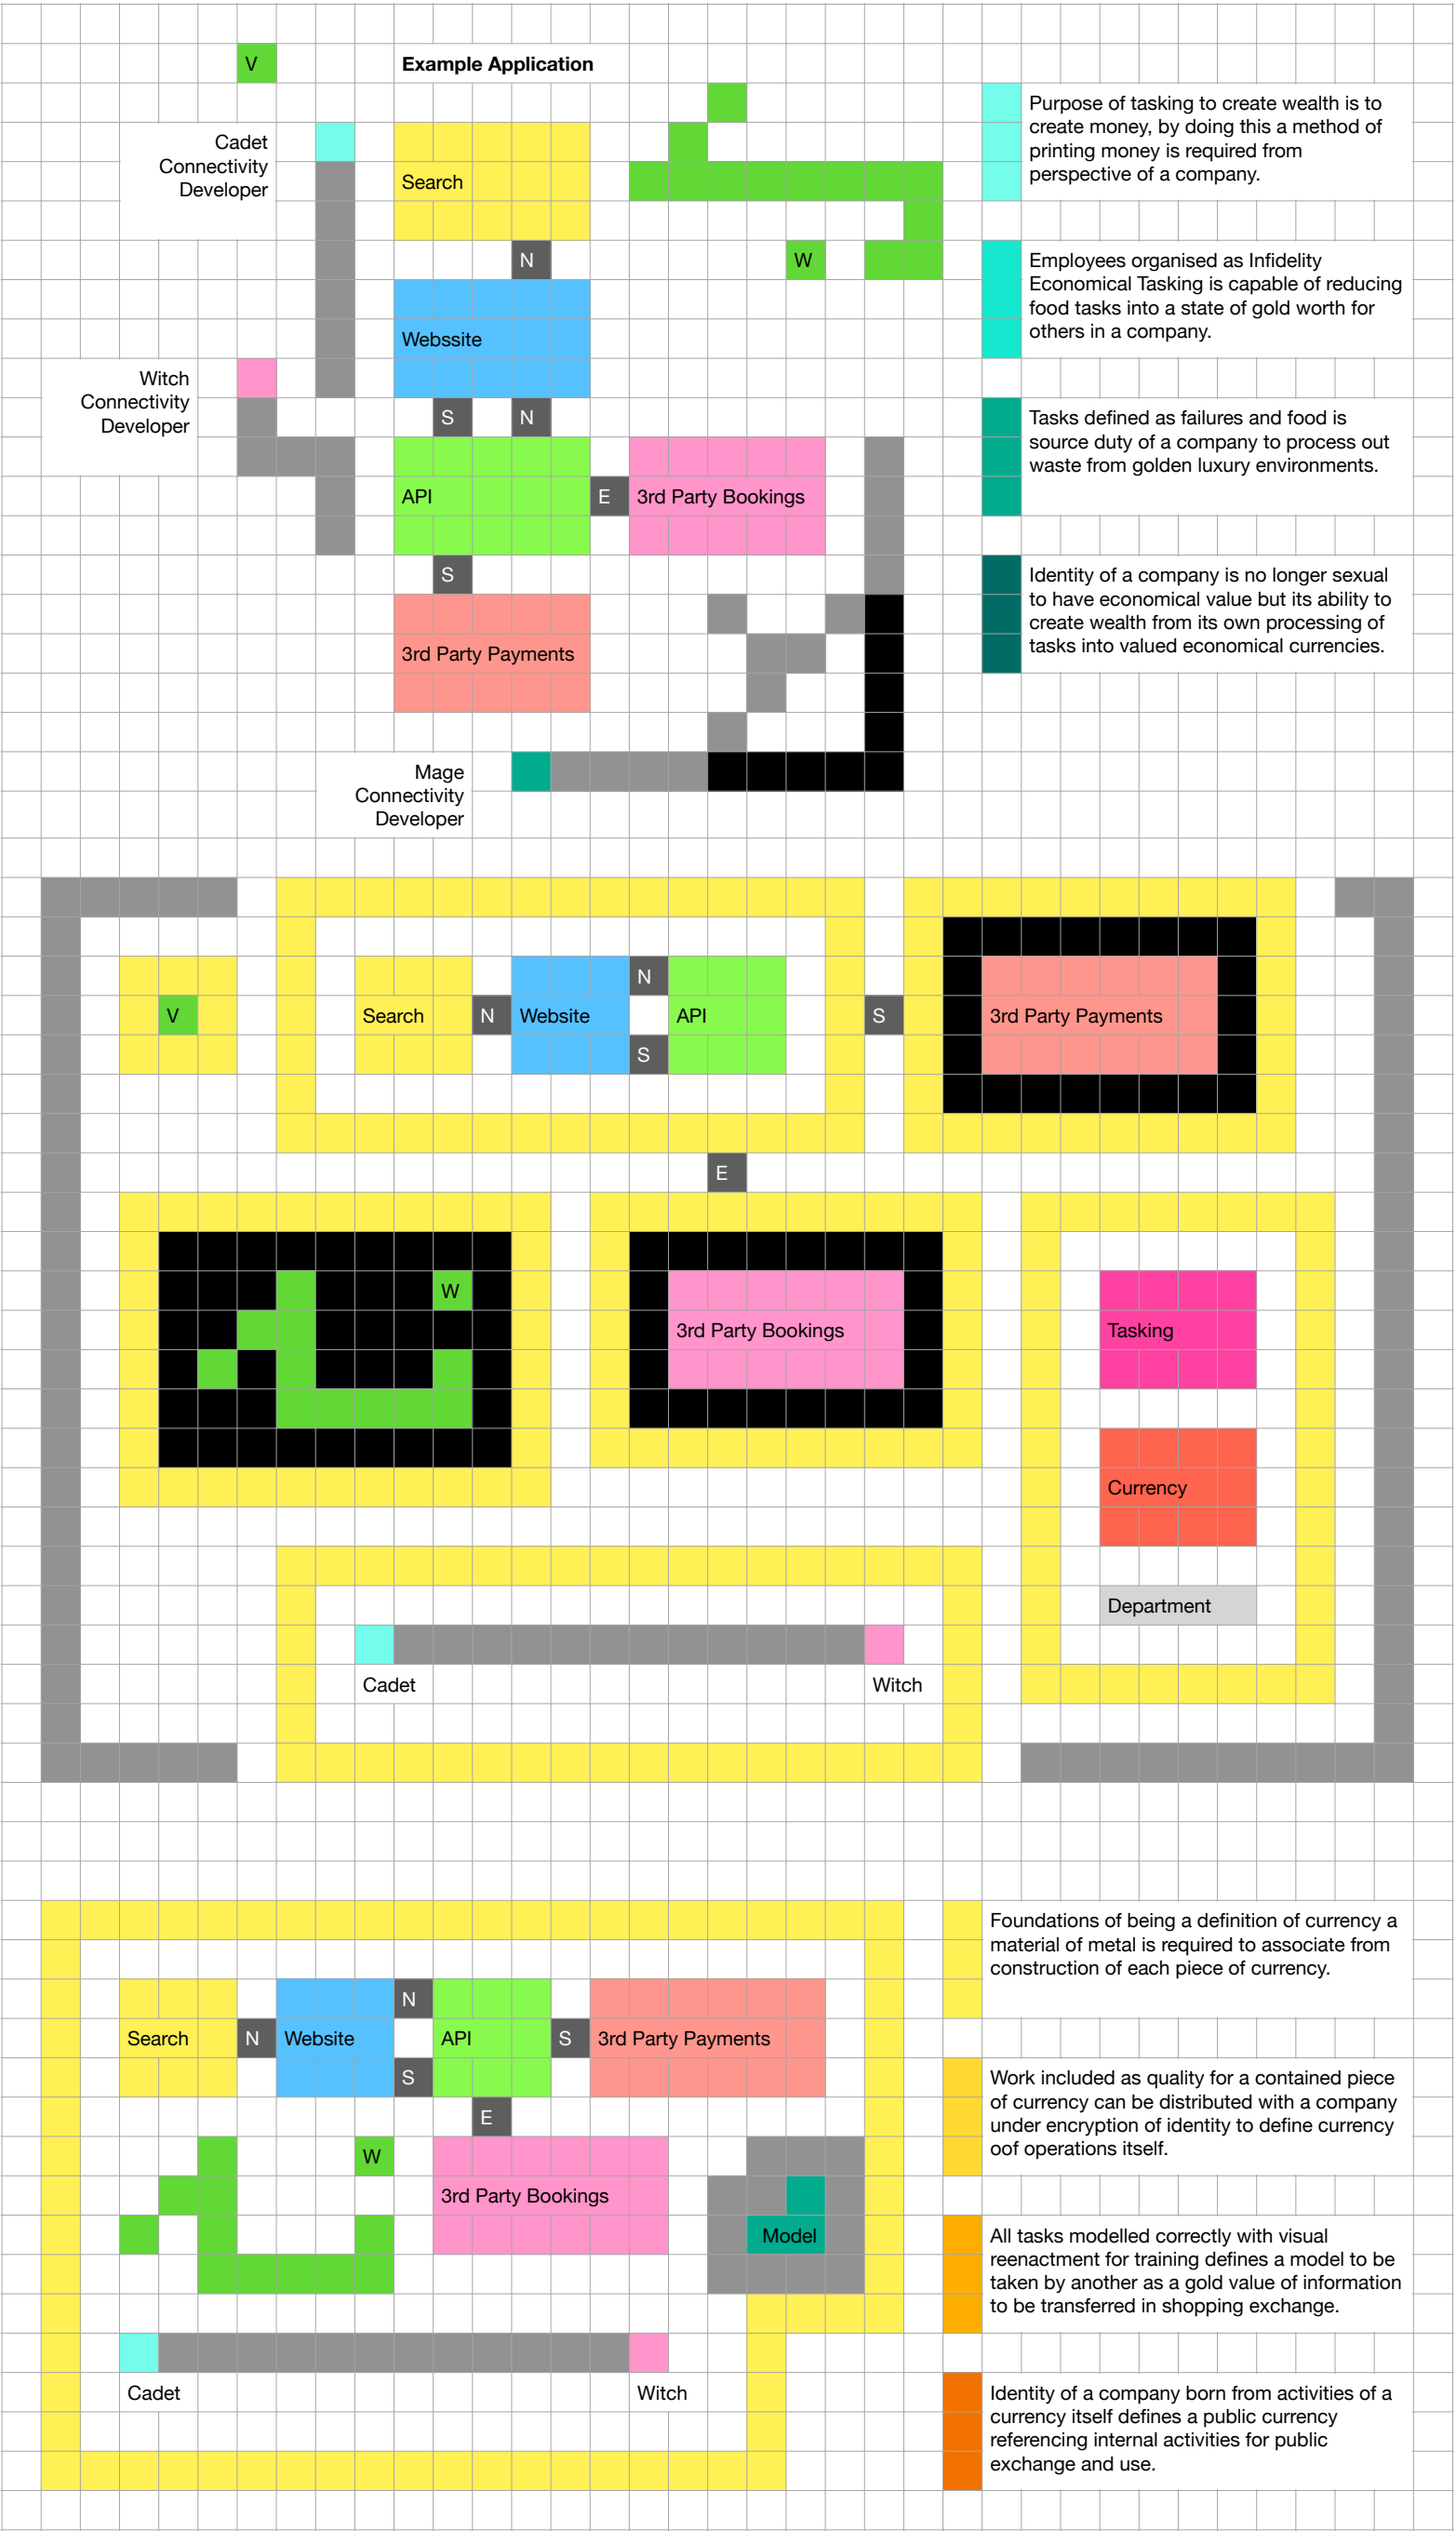 V
Example Application
Cadet
Connectivity
Developer
Search
Purpose of tasking to create wealth is to
create money, by doing this a method of
printing money is required from
perspective of a company.
N
W
Employees organised as Infidelity
Economical Tasking is capable of reducing
food tasks into a state of gold worth for
others in a company.
Webssite
Witch
Connectivity
Developer
S
N
Tasks defined as failures and food is
source duty of a company to process out
waste from golden luxury environments.
API
E
3rd Party Bookings
S
Identity of a company is no longer sexual
to have economical value but its ability to
create wealth from its own processing of
tasks into valued economical currencies.
3rd Party Payments
Mage
Connectivity
Developer
N
V
Search
N
Website
API
S
3rd Party Payments
S
E
W
3rd Party Bookings
Tasking
Currency
Department
Cadet
Witch
Foundations of being a definition of currency a
material of metal is required to associate from
construction of each piece of currency.
N
Search
N
Website
API
S
3rd Party Payments
S
E
Work included as quality for a contained piece
of currency can be distributed with a company
under encryption of identity to define currency
oof operations itself.
W
3rd Party Bookings
Model
All tasks modelled correctly with visual
reenactment for training defines a model to be
taken by another as a gold value of information
to be transferred in shopping exchange.
Cadet
Witch
Identity of a company born from activities of a
currency itself defines a public currency
referencing internal activities for public
exchange and use.